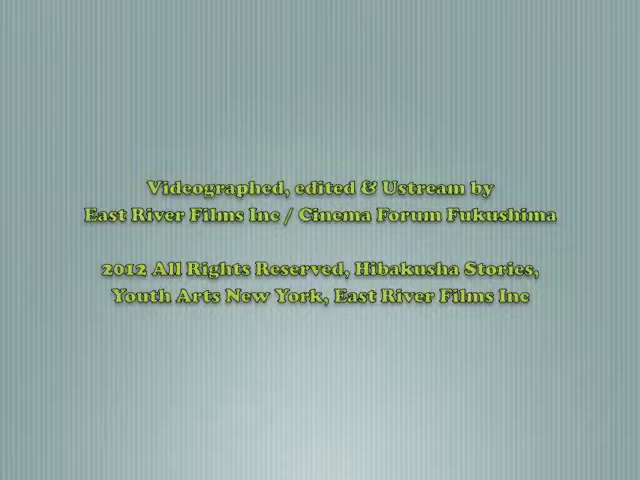 Videographed, edited & Ustream by
East River Films Inc / Cinema Forum Fukushima
2012 All Rights Reserved, Hibakusha Stories,
Youth Arts New York, East River Films Inc